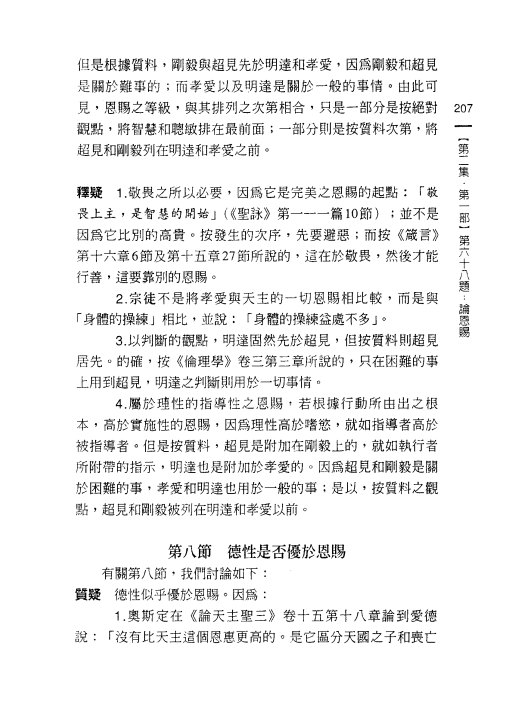 但是根據質料，剛毅與超見先於明達和孝愛，因為剛毅和超見
是關於難事的；而孝愛以及明達是關於一般的事情。由此可
見，恩賜之等級，與其排列之次第相合，只是一部分是按絕對
觀點，將智慧和聰敏排在最前面；一部分則是按質料次第，將
超見和剛毅列在明達和孝愛之前。
釋疑　1.敬畏之所以必要，因為它是完美之恩賜的起點：「敬
畏上主，是智慧的開始」（《聖詠》第一一一篇10節）；並不是
因為它比別的高貴。按發生的次序，先要避惡；而按《箴言》
第十六章6節及第十五章27節所說的，這在於敬畏，然後才能
行善，這要靠別的恩賜。
2.宗徒不是將孝愛與天主的一切恩賜相比較，而是與
「身體的操練」相比，並說：「身體的操練益處不多」。
3.以判斷的觀點，明達固然先於超見，但按質料則超見
居先。的確，按《倫理學》卷三第三章所說的，只在困難的事
上用到超見，明達之判斷則用於一切事情。
4.屬於理性的指導性之恩賜，若根據行動所由出之根
本，高於實施性的恩賜，因為理性高於嗜慾，就如指導者高於
被指導者。但是按質料，超見是附加在剛毅上的，就如執行者
所附帶的指示，明達也是附加於孝愛的。因為超見和剛毅是關
於困難的事，孝愛和明達也用於一般的事；是以，按質料之觀
點，超見和剛毅被列在明達和孝愛以前。
第八節　德性是否優於恩賜
有關第八節，我們討論如下：
質疑　德性似乎優於恩賜。因為：
1.奧斯定在《論天主聖三》卷十五第十八章論到愛德
說：「沒有比天主這個恩惠更高的。是它區分天國之子和喪亡
207
【第二集．第一部】第六十八題：論恩賜